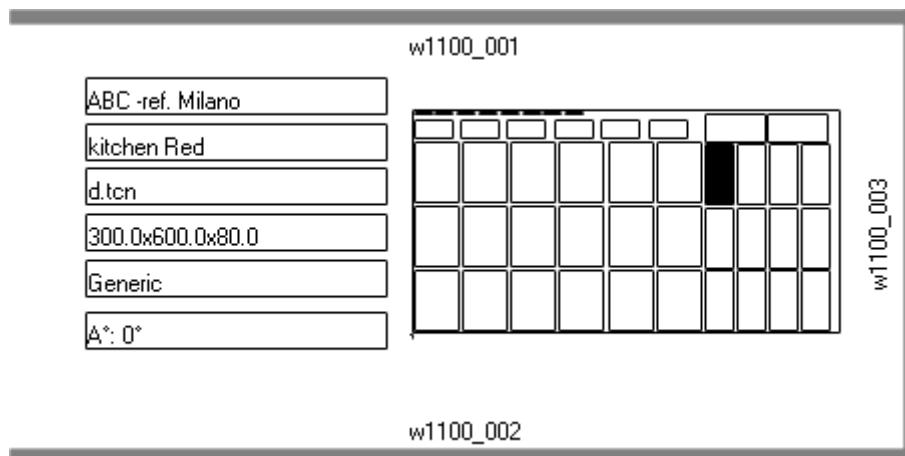 w1100_001
ABC -ref. Milano
kitchen Red
d.tcn
300.0x600.0x80.0
Generic
A°: 0°
w1100_003
w1100_002